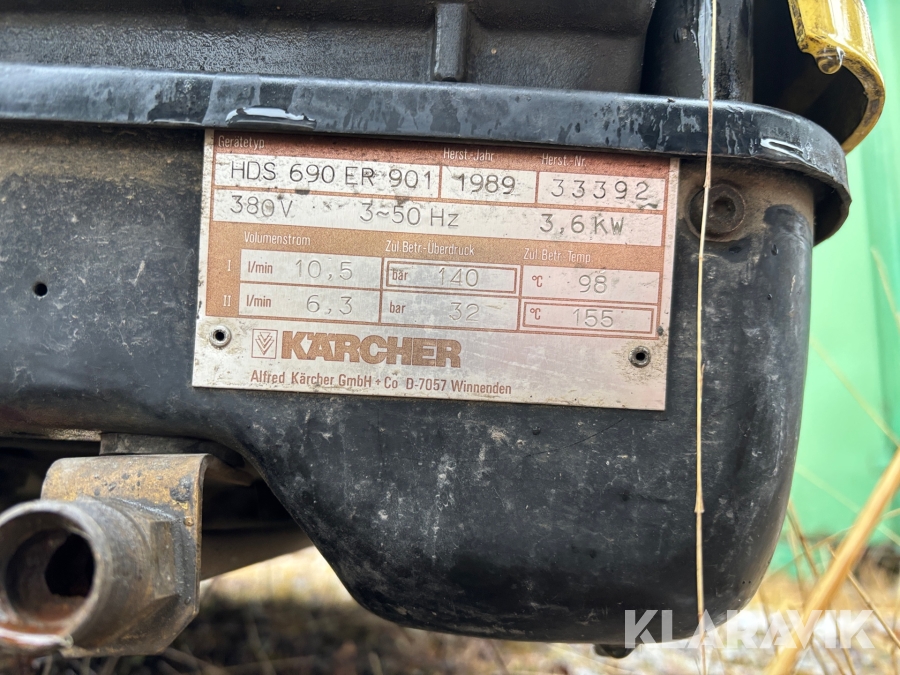 Gerätetyp Herst.-Jahr Herst.-Nr.
HDS 690 ER 901 1989 33392
380V 3~50 Hz 3,6 KW
Volumenstrom Zül.Betr.-Überdruck Zül.Betr.Temp
I l/min 10,5 bar 140 °C 98
II l/min 6,3 bar 32 °C 155
KÄRCHER
Alfred Kärcher GmbH + Co D-7057 Winnenden
KLARAVIK